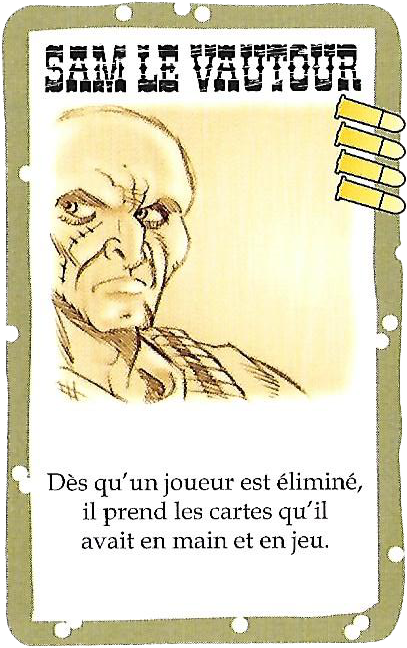 SAM LE VAUTOUR
Dès qu'un joueur est éliminé,
il prend les cartes qu'il
avait en main et en jeu.